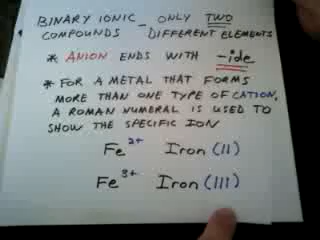 BINARY IONIC _ ONLY TWO
COMPOUNDS DIFFERENT ELEMENTS
* ANION ENDS WITH -ide
* FOR A METAL THAT FORMS
MORE THAN ONE TYPE OF CATION,
A ROMAN NUMERAL IS USED TO
SHOW THE SPECIFIC ION
Fe²⁺ Iron (II)
Fe³⁺ Iron (III)